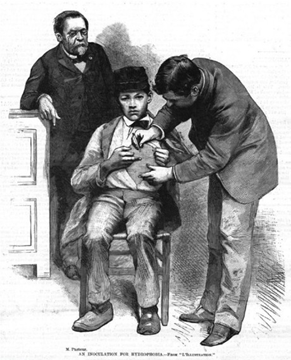 M. PASTEUR.
AN INOCULATION FOR HYDROPHOBIA.—FROM "L'ILLUSTRATION."